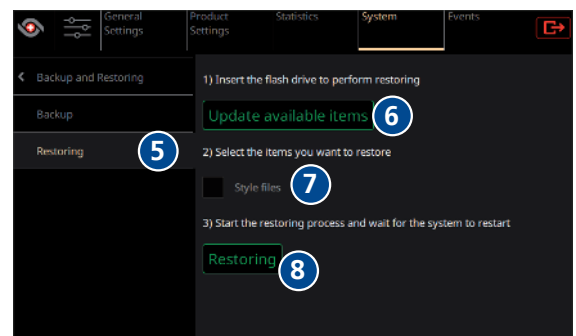 General Settings
Product Settings
Statistics
System
Events
Backup and Restoring
Backup
Restoring
5
1) Insert the flash drive to perform restoring
Update available items
6
2) Select the items you want to restore
Style files
7
3) Start the restoring process and wait for the system to restart
Restoring
8